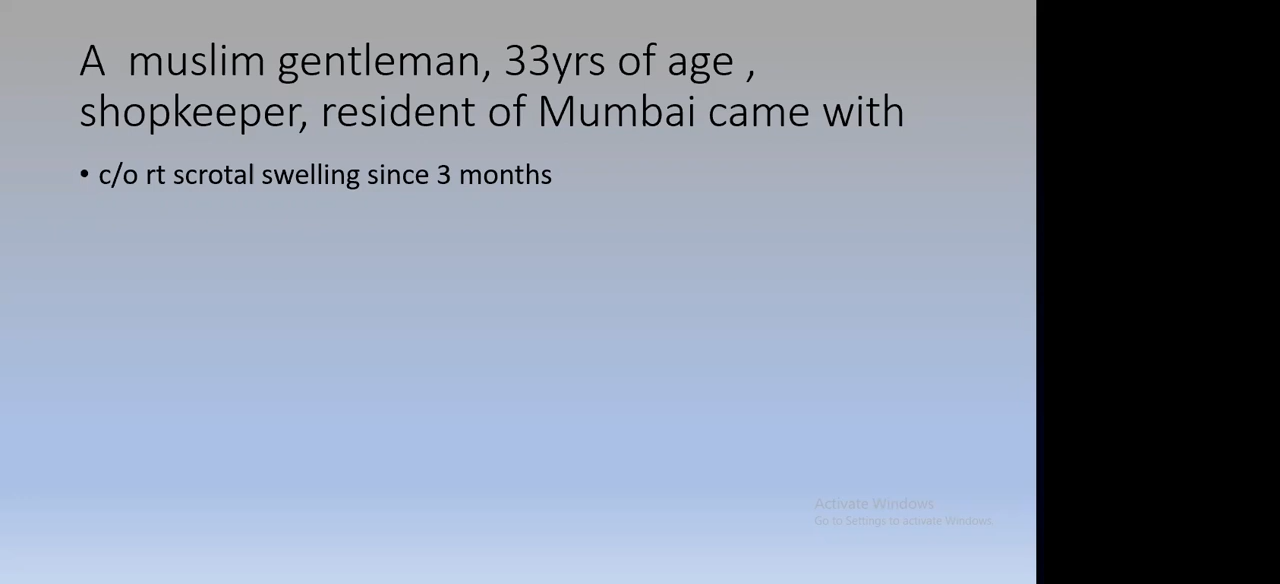 A  muslim gentleman, 33yrs of age ,
shopkeeper, resident of Mumbai came with
• c/o rt scrotal swelling since 3 months
Activate Windows
Go to Settings to activate Windows.